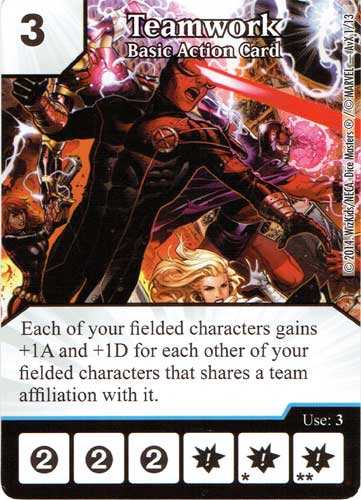 3
Teamwork
Basic Action Card
© 2014 WizKids/NECA. Dice Masters ® / © MARVEL — AvX 1/13
Each of your fielded characters gains
+1A and +1D for each other of your
fielded characters that shares a team
affiliation with it.
Use: 3
2 2 2 ! ! !
* **